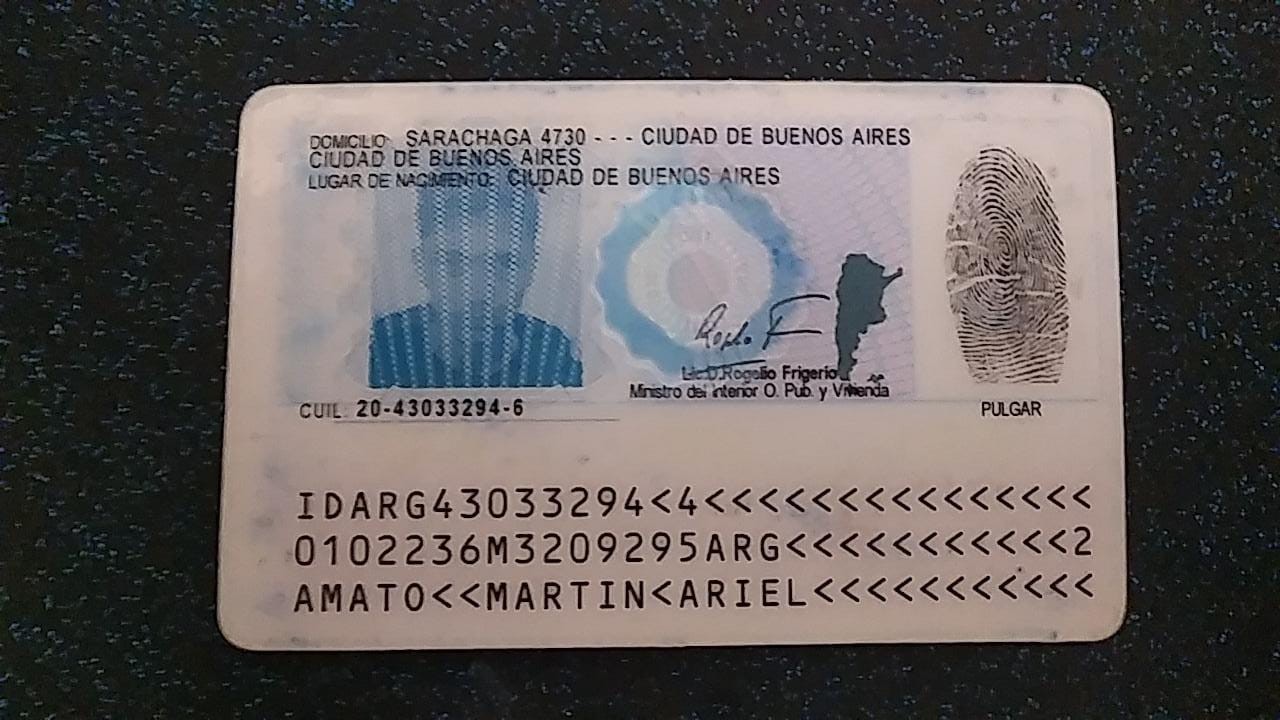 DOMICILIO: SARACHAGA 4730 - - - CIUDAD DE BUENOS AIRES
CIUDAD DE BUENOS AIRES
LUGAR DE NACIMIENTO: CIUDAD DE BUENOS AIRES
Lic.D.Rogelio Frigerio
Ministro del Interior O. Pub. y Vivienda
CUIL: 20-43033294-6
PULGAR
IDARG43033294<4<<<<<<<<<<<<<<<
0102236M3209295ARG<<<<<<<<<<<2
AMATO<<MARTIN<ARIEL<<<<<<<<<<<